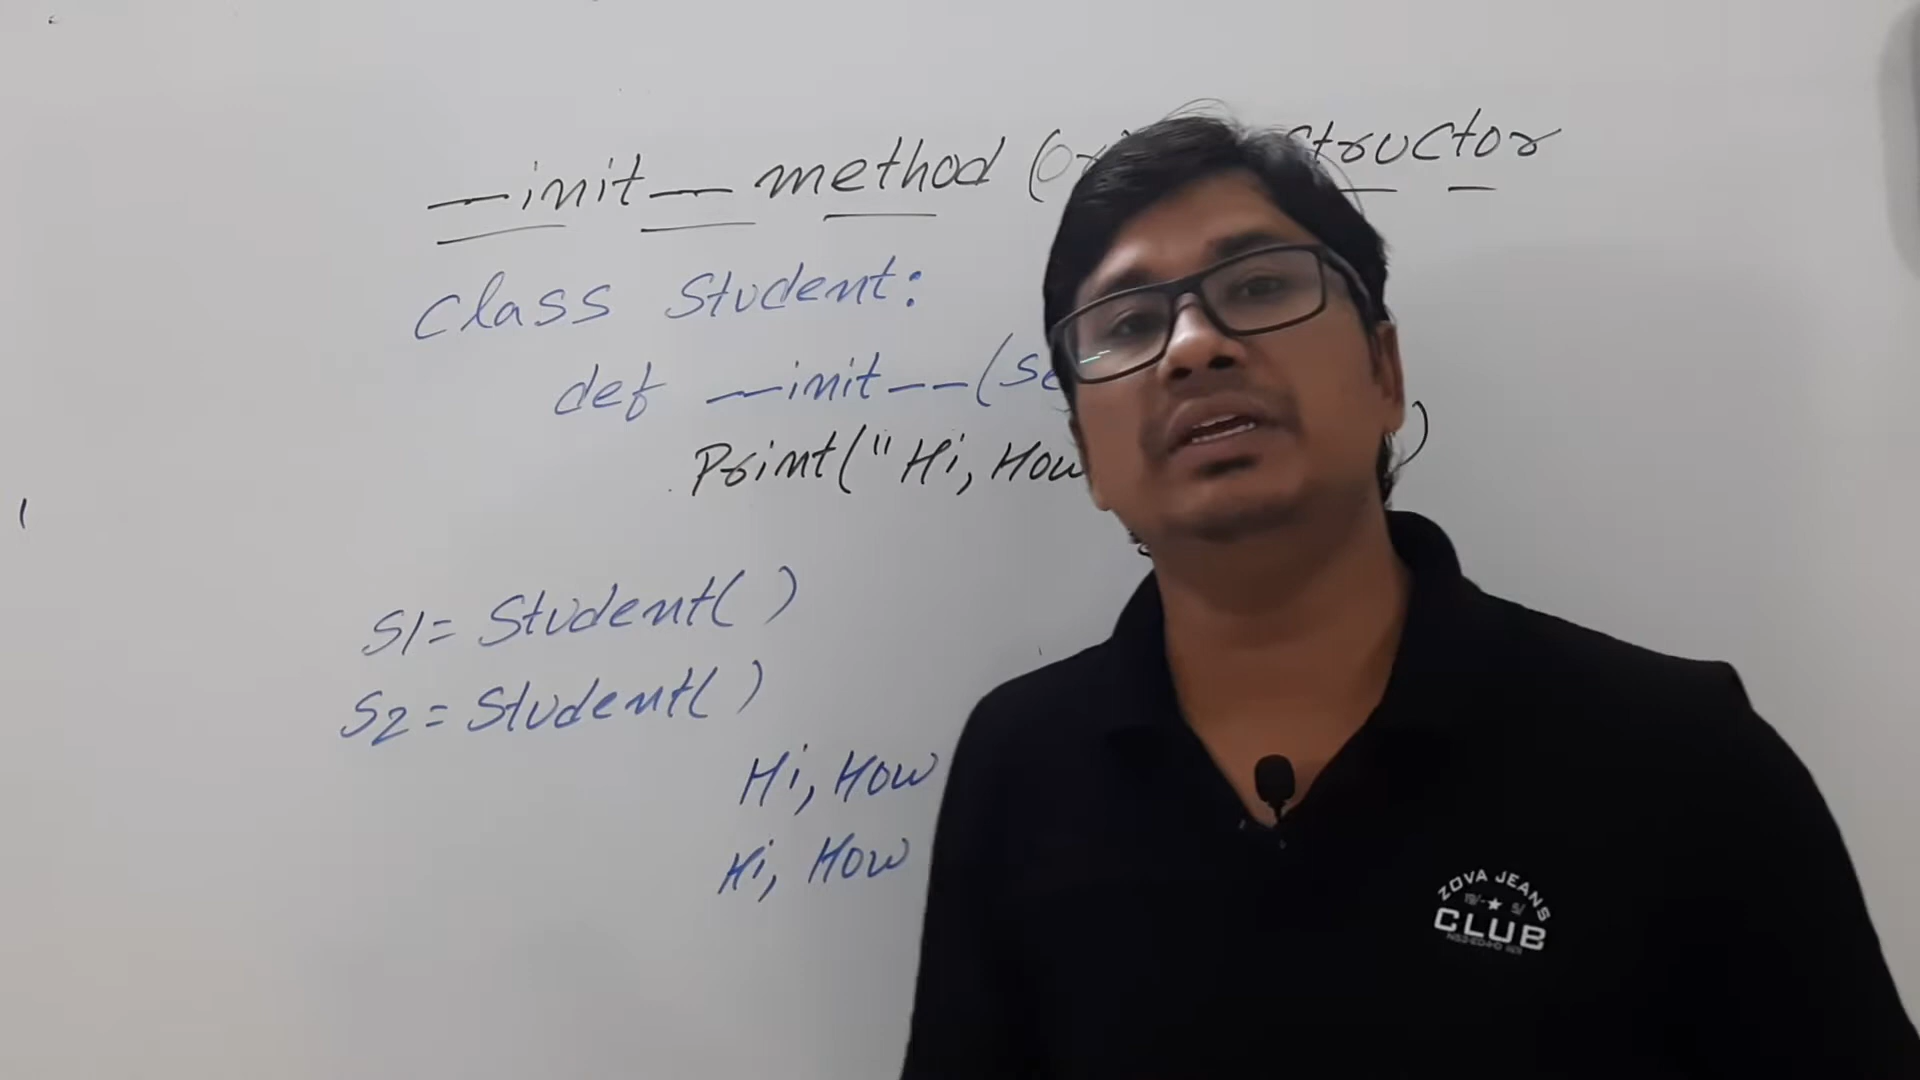 __init__ method (or) structor
class Student:
def __init__(Se
Print("Hi, How )
S1= Student( )
S2= Student( )
Hi, How
Hi, How
ZOVA JEANS
CLUB